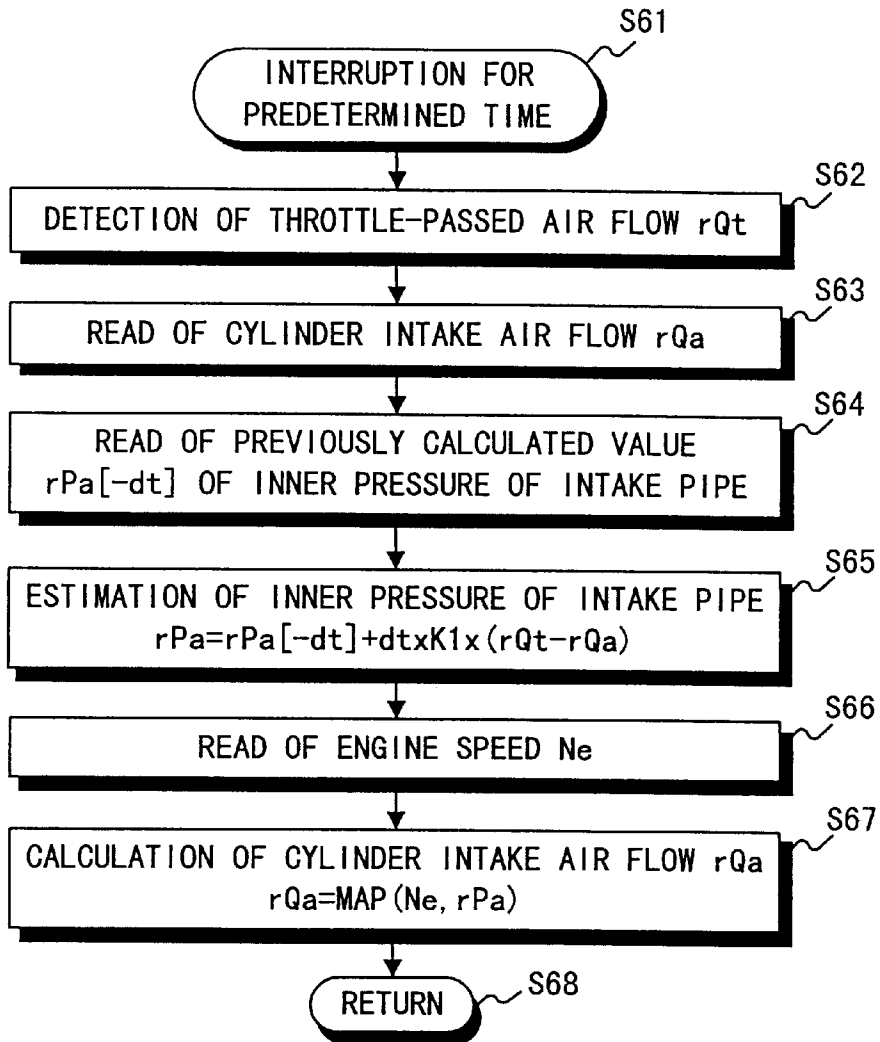 S61
INTERRUPTION FOR
PREDETERMINED TIME
S62
DETECTION OF THROTTLE-PASSED AIR FLOW rQt
S63
READ OF CYLINDER INTAKE AIR FLOW rQa
S64
READ OF PREVIOUSLY CALCULATED VALUE
rPa[-dt] OF INNER PRESSURE OF INTAKE PIPE
S65
ESTIMATION OF INNER PRESSURE OF INTAKE PIPE
rPa=rPa[-dt]+dtxK1x(rQt-rQa)
S66
READ OF ENGINE SPEED Ne
S67
CALCULATION OF CYLINDER INTAKE AIR FLOW rQa
rQa=MAP(Ne,rPa)
RETURN
S68